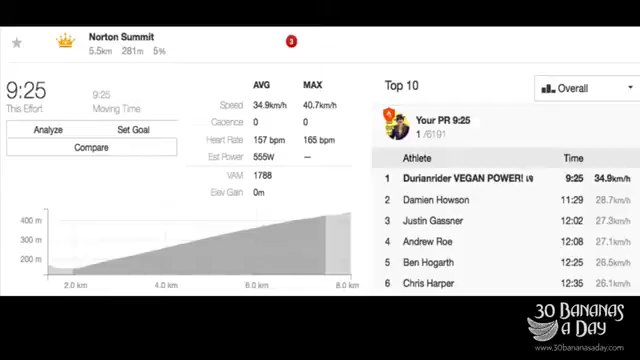 Norton Summit
5.5km 281m 5%
3
9:25
This Effort
9:25
Moving Time
Analyze Set Goal
Compare
AVG MAX
Speed 34.9km/h 40.7km/h
Cadence 0 0
Heart Rate 157 bpm 165 bpm
Est Power 555W —
VAM 1788
Elev Gain 0m
400 m
300 m
200 m
2.0 km 4.0 km 6.0 km 8.0 km
Top 10
Overall
Your PR 9:25
1/6191
Athlete Time
1 Durianrider VEGAN POWER! 9:25 34.9km/h
2 Damien Howson 11:29 28.7km/h
3 Justin Gassner 12:02 27.3km/h
4 Andrew Roe 12:08 27.1km/h
5 Ben Hogarth 12:25 26.5km/h
6 Chris Harper 12:35 26.1km/h
30 BANANAS
A DAY
www.30bananasaday.com